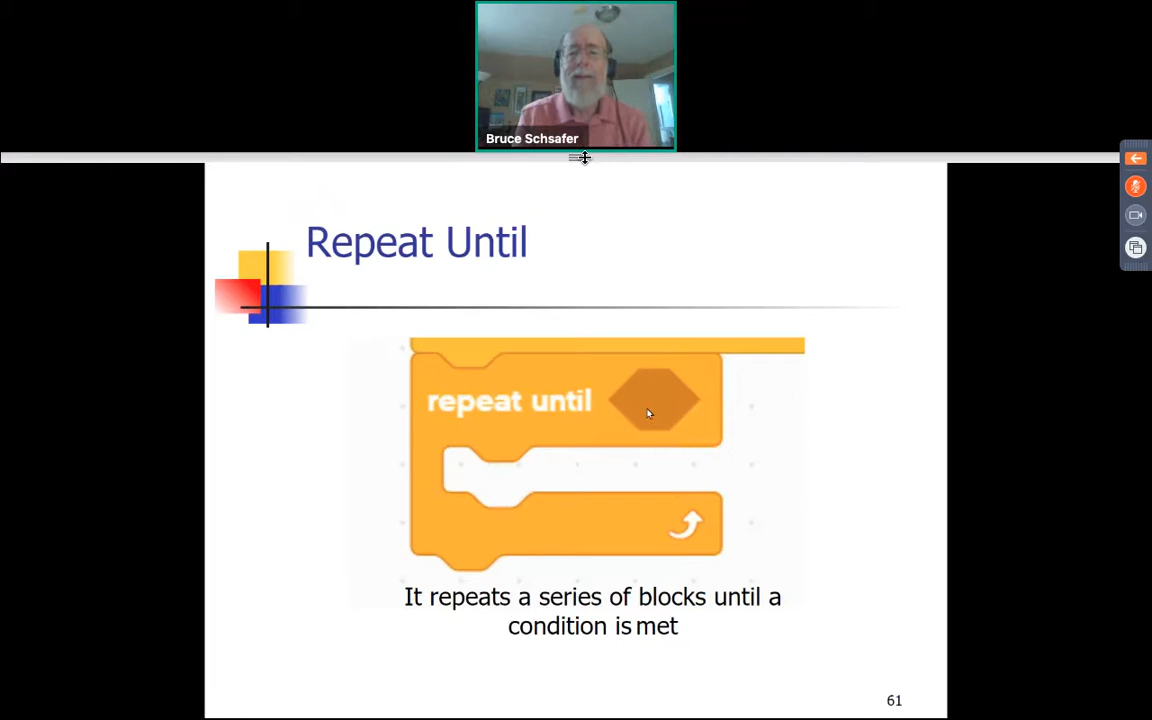 Bruce Schsafer
Repeat Until
repeat until
It repeats a series of blocks until a
condition is met
61